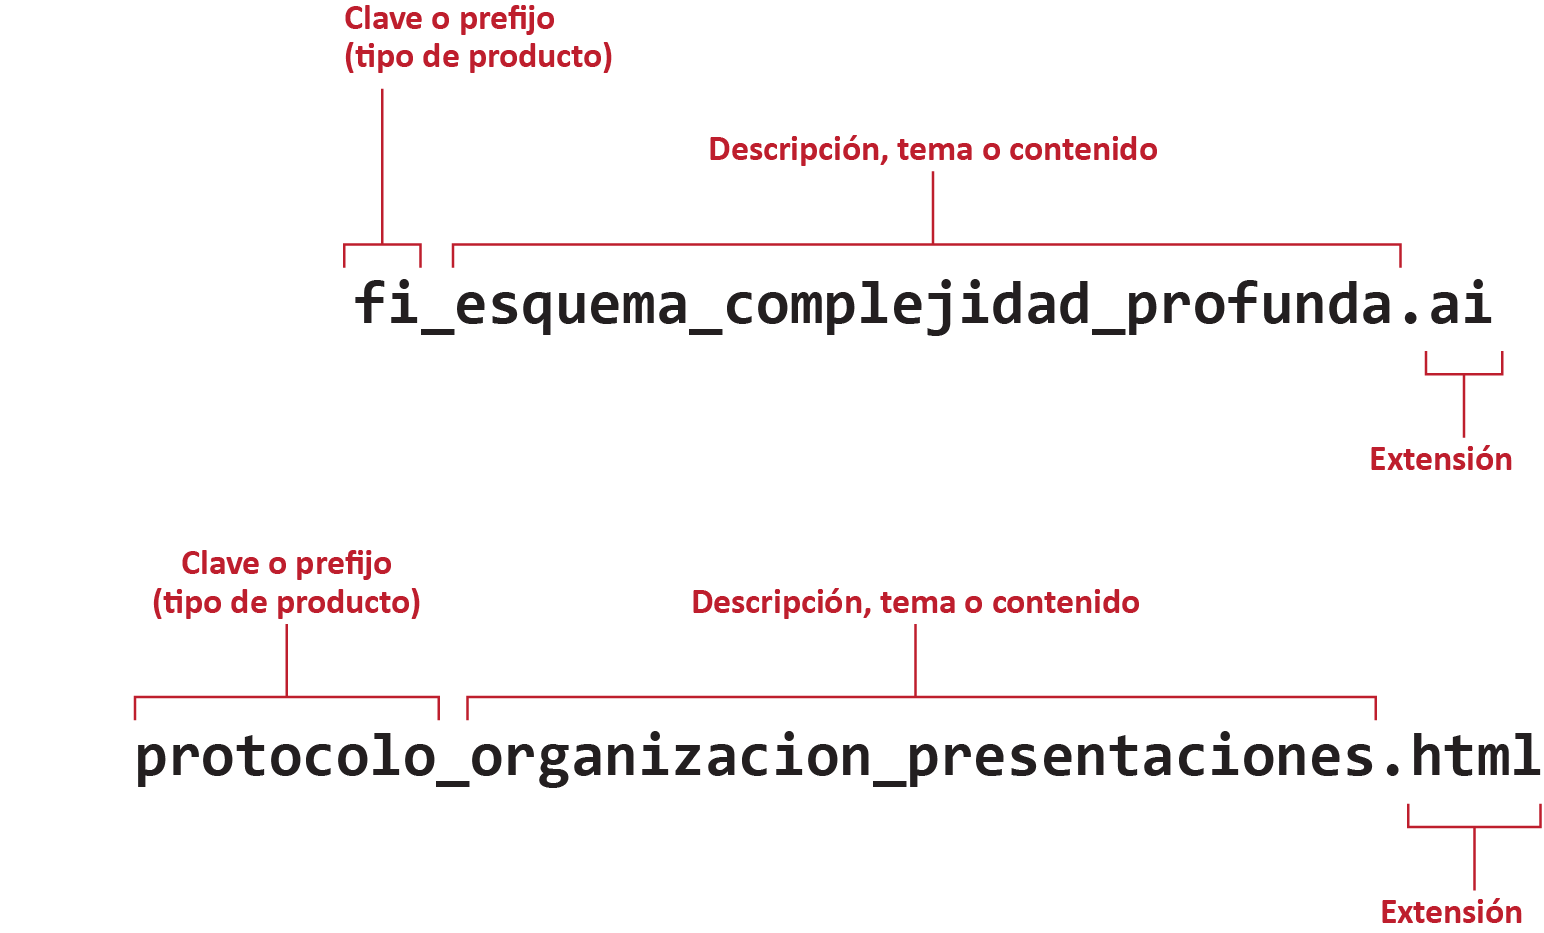 Clave o prefijo
(tipo de producto)
Descripción, tema o contenido
fi_esquema_complejidad_profunda.ai
Extensión
Clave o prefijo
(tipo de producto)
Descripción, tema o contenido
protocolo_organizacion_presentaciones.html
Extensión